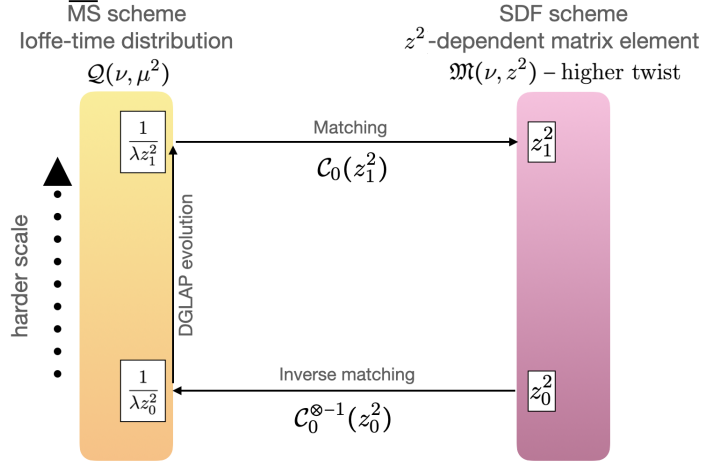 M̅S̅ scheme
Ioffe-time distribution
𝒬(ν, μ²)
SDF scheme
z²-dependent matrix element
𝔐(ν, z²) – higher twist
1/λz₁²
Matching
𝒞₀(z₁²)
z₁²
harder scale
DGLAP evolution
1/λz₀²
Inverse matching
𝒞₀^{⊗−1}(z₀²)
z₀²